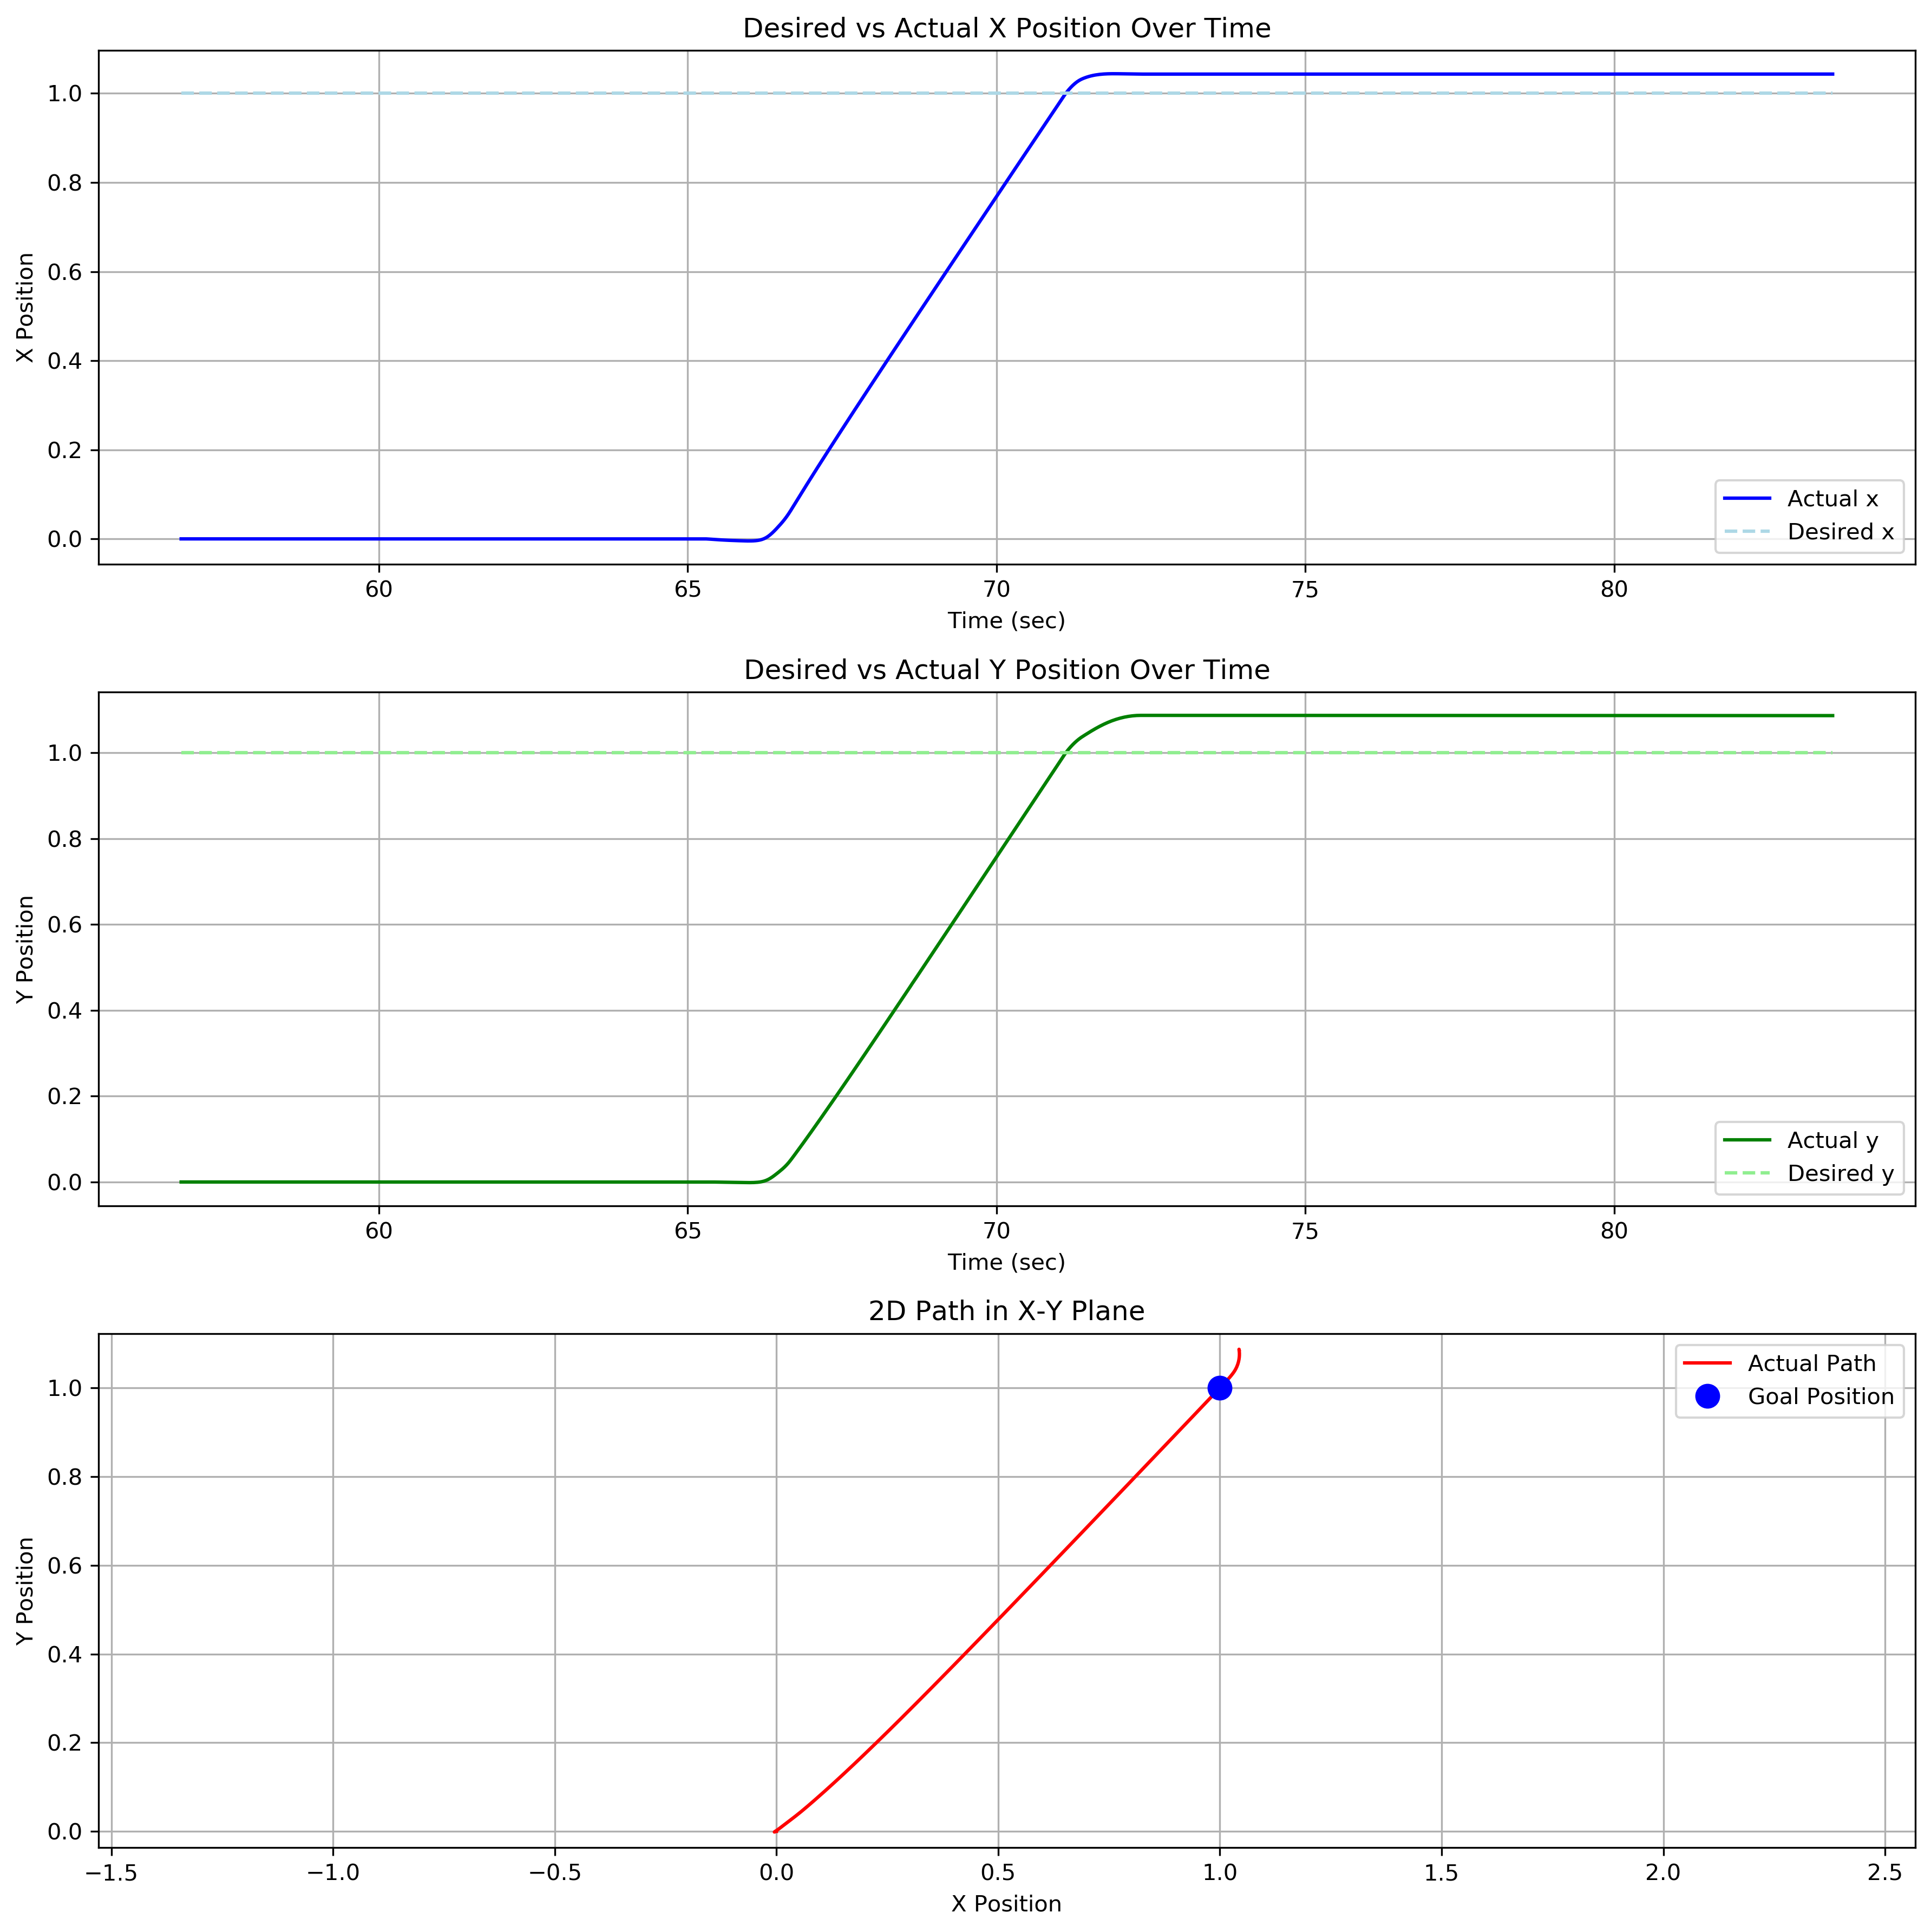 Desired vs Actual X Position Over Time
X Position
1.0
0.8
0.6
0.4
0.2
0.0
60 65 70 75 80
Time (sec)
Actual x
Desired x
Desired vs Actual Y Position Over Time
Y Position
1.0
0.8
0.6
0.4
0.2
0.0
60 65 70 75 80
Time (sec)
Actual y
Desired y
2D Path in X-Y Plane
Y Position
1.0
0.8
0.6
0.4
0.2
0.0
−1.5 −1.0 −0.5 0.0 0.5 1.0 1.5 2.0 2.5
X Position
Actual Path
Goal Position